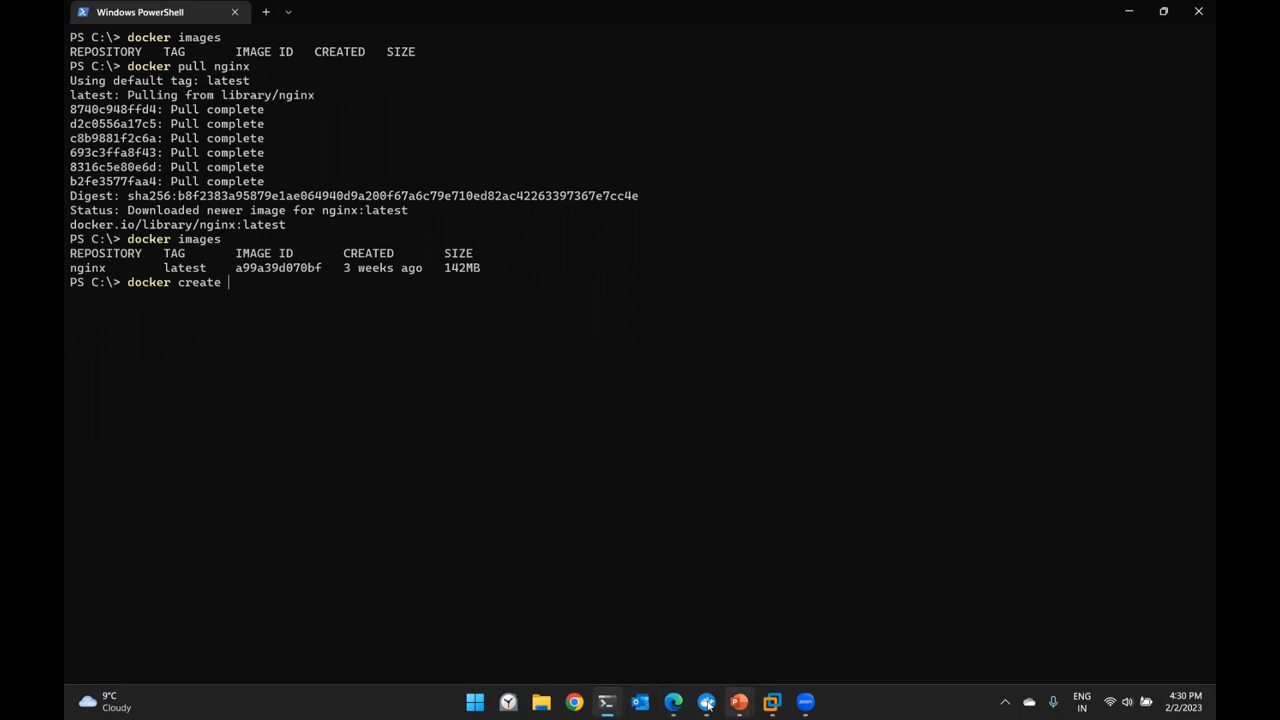 Windows PowerShell
PS C:\> docker images
REPOSITORY TAG IMAGE ID CREATED SIZE
PS C:\> docker pull nginx
Using default tag: latest
latest: Pulling from library/nginx
8740c948ffd4: Pull complete
d2c0556a17c5: Pull complete
c8b9881f2c6a: Pull complete
693c3ffa8f43: Pull complete
8316c5e80e6d: Pull complete
b2fe3577faa4: Pull complete
Digest: sha256:b8f2383a95879e1ae064940d9a200f67a6c79e710ed82ac42263397367e7cc4e
Status: Downloaded newer image for nginx:latest
docker.io/library/nginx:latest
PS C:\> docker images
REPOSITORY TAG IMAGE ID CREATED SIZE
nginx latest a99a39d070bf 3 weeks ago 142MB
PS C:\> docker create
9°C
Cloudy
zoom
ENG
IN
4:30 PM
2/2/2023